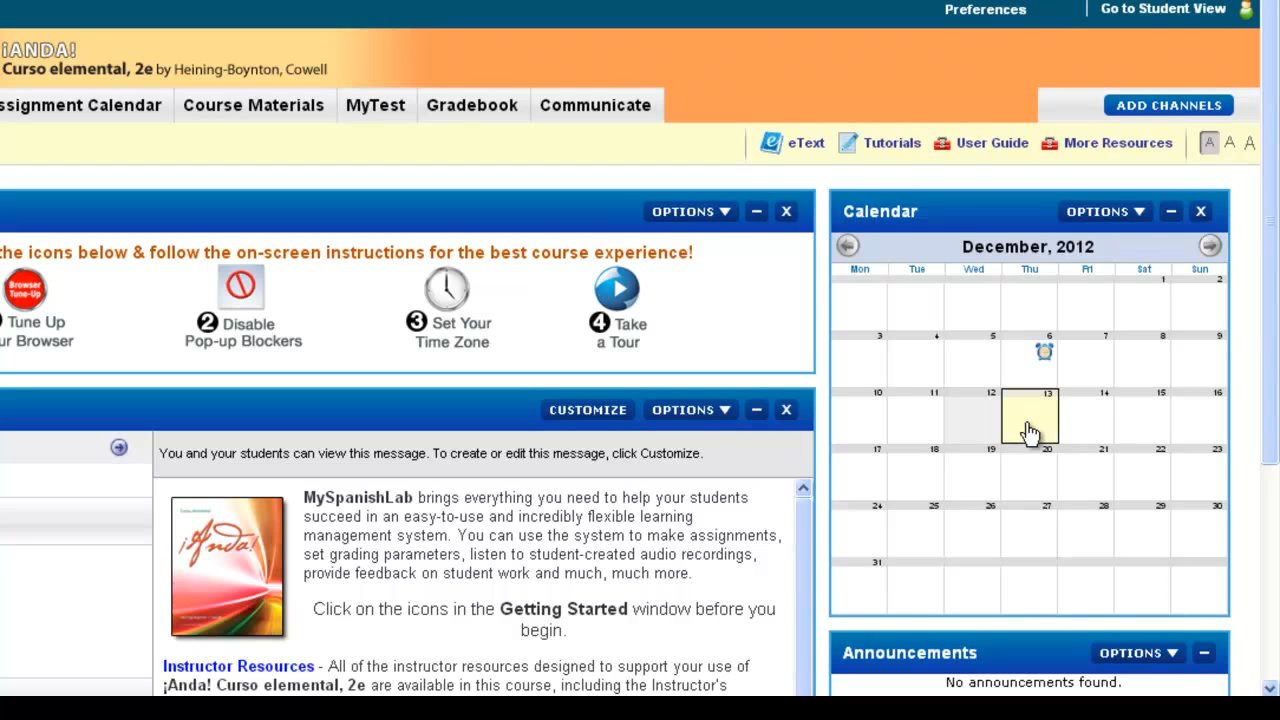 Preferences
Go to Student View
¡ANDA!
Curso elemental, 2e by Heining-Boynton, Cowell
ssignment Calendar
Course Materials
MyTest
Gradebook
Communicate
ADD CHANNELS
eText
Tutorials
User Guide
More Resources
A A A
OPTIONS
the icons below & follow the on-screen instructions for the best course experience!
Browser
Tune-Up
Tune Up
ur Browser
2 Disable
Pop-up Blockers
3 Set Your
Time Zone
4 Take
a Tour
CUSTOMIZE
OPTIONS
You and your students can view this message. To create or edit this message, click Customize.
¡Anda!
MySpanishLab brings everything you need to help your students
succeed in an easy-to-use and incredibly flexible learning
management system. You can use the system to make assignments,
set grading parameters, listen to student-created audio recordings,
provide feedback on student work and much, much more.
Click on the icons in the Getting Started window before you
begin.
Instructor Resources - All of the instructor resources designed to support your use of
¡Anda! Curso elemental, 2e are available in this course, including the Instructor's
Calendar
OPTIONS
December, 2012
Mon Tue Wed Thu Fri Sat Sun
1 2
3 4 5 6 7 8 9
10 11 12 13 14 15 16
17 18 19 20 21 22 23
24 25 26 27 28 29 30
31
Announcements
OPTIONS
No announcements found.